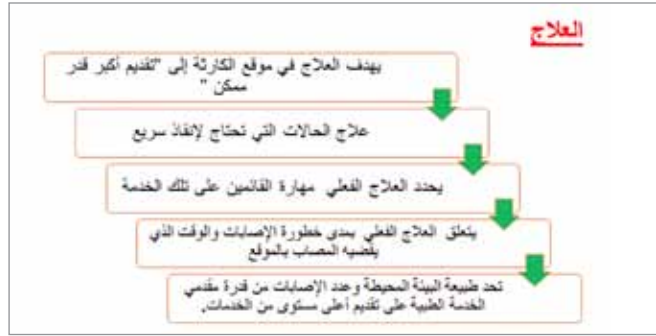 العلاج
يهدف العلاج في موقع الكارثة إلى "تقديم أكبر قدر
ممكن "
علاج الحالات التي تحتاج لإنقاذ سريع
يحدد العلاج الفعلي مهارة القائمين على تلك الخدمة
يتعلق العلاج الفعلي بمدى خطورة الإصابات والوقت الذي
يقضيه المصاب بالموقع
تحد طبيعة البيئة المحيطة وعدد الإصابات من قدرة مقدمي
الخدمة الطبية على تقديم أعلى مستوى من الخدمات.